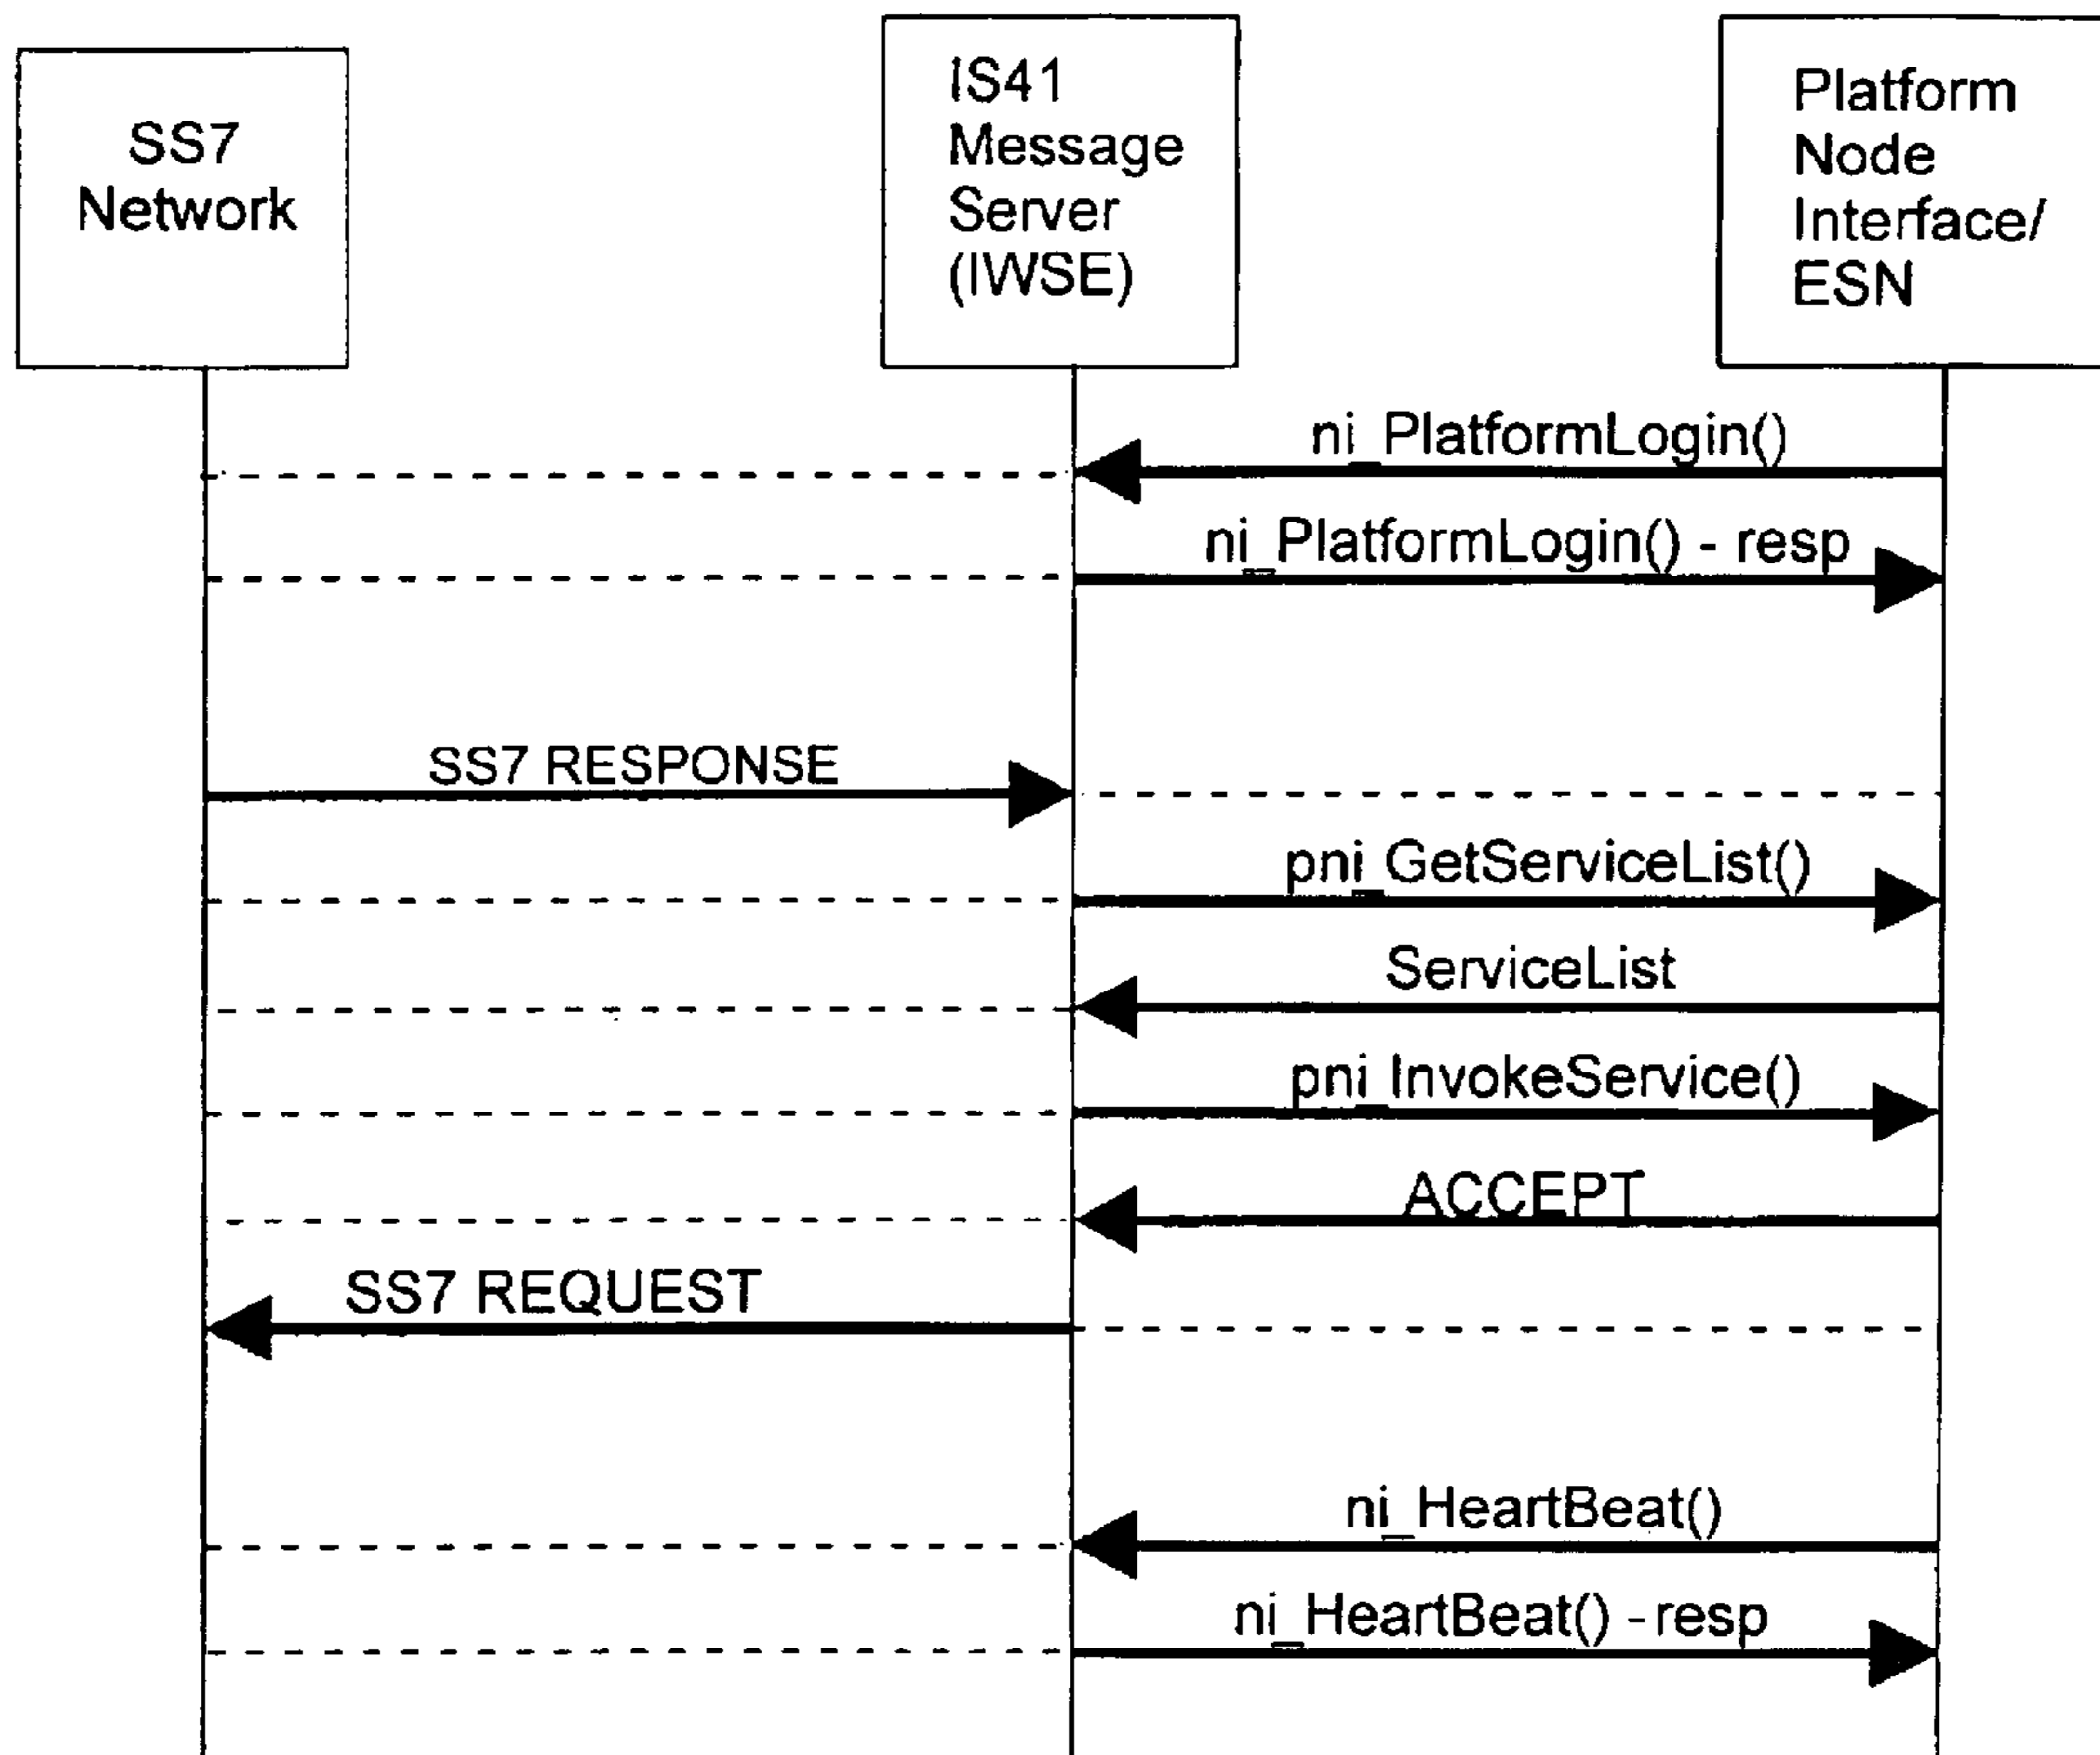 SS7
Network
IS41
Message
Server
(IWSE)
Platform
Node
Interface/
ESN
ni_PlatformLogin()
ni_PlatformLogin() - resp
SS7 RESPONSE
pni_GetServiceList()
ServiceList
pni_InvokeService()
ACCEPT
SS7 REQUEST
ni_HeartBeat()
ni_HeartBeat() - resp